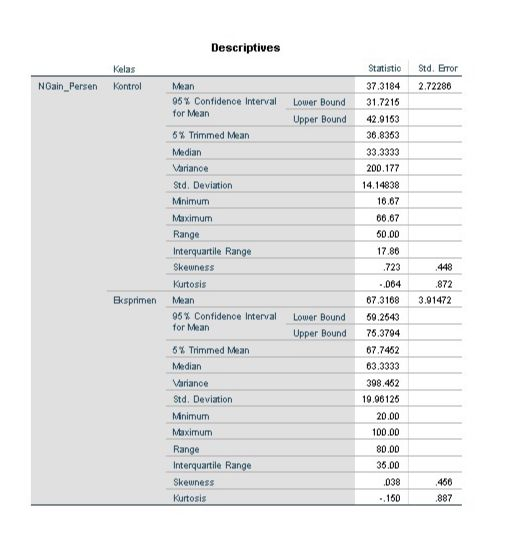 Descriptives
Kelas Statistic Std. Error
NGain_Persen Kontrol Mean 37.3184 2.72286
95% Confidence Interval for Mean Lower Bound 31.7215
Upper Bound 42.9153
5% Trimmed Mean 36.8353
Median 33.3333
Variance 200.177
Std. Deviation 14.14838
Minimum 16.67
Maximum 66.67
Range 50.00
Interquartile Range 17.86
Skewness .723 .448
Kurtosis -.064 .872
Eksprimen Mean 67.3168 3.91472
95% Confidence Interval for Mean Lower Bound 59.2543
Upper Bound 75.3794
5% Trimmed Mean 67.7452
Median 63.3333
Variance 398.452
Std. Deviation 19.96125
Minimum 20.00
Maximum 100.00
Range 80.00
Interquartile Range 35.00
Skewness .038 .456
Kurtosis -.150 .887